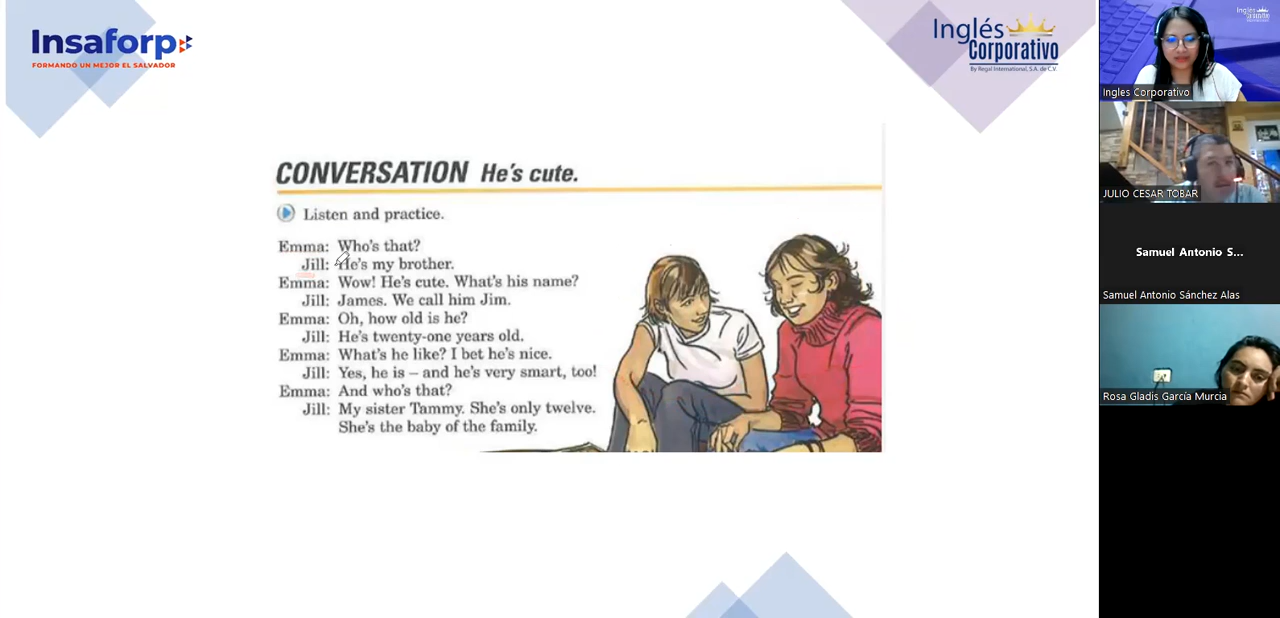 Insaforp
FORMANDO UN MEJOR EL SALVADOR
Inglés
Corporativo
By Regal International, S.A. de C.V.
CONVERSATION He's cute.
Listen and practice.
Emma: Who's that?
Jill: He's my brother.
Emma: Wow! He's cute. What's his name?
Jill: James. We call him Jim.
Emma: Oh, how old is he?
Jill: He's twenty-one years old.
Emma: What's he like? I bet he's nice.
Jill: Yes, he is – and he's very smart, too!
Emma: And who's that?
Jill: My sister Tammy. She's only twelve.
She's the baby of the family.
Ingles Corporativo
JULIO CESAR TOBAR
Samuel Antonio S...
Samuel Antonio Sánchez Alas
Rosa Gladis García Murcia